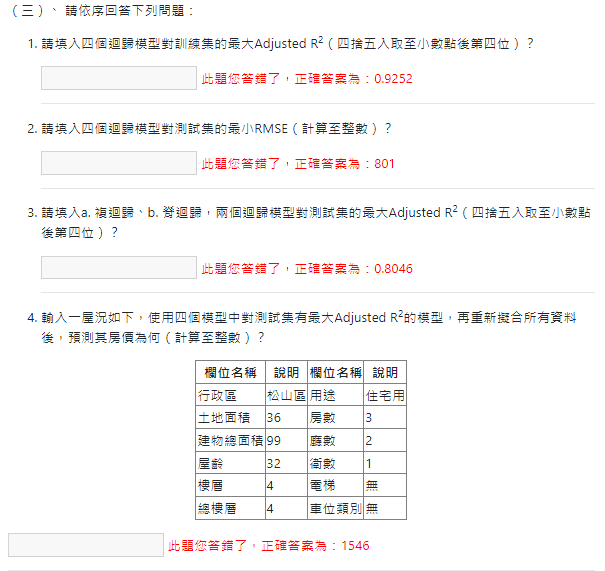 （三）、 請依序回答下列問題：
1. 請填入四個迴歸模型對訓練集的最大Adjusted R²（四捨五入取至小數點後第四位）？
此題您答錯了，正確答案為：0.9252
2. 請填入四個迴歸模型對測試集的最小RMSE（計算至整數）？
此題您答錯了，正確答案為：801
3. 請填入a. 複迴歸、b. 脊迴歸，兩個迴歸模型對測試集的最大Adjusted R²（四捨五入取至小數點
後第四位）？
此題您答錯了，正確答案為：0.8046
4. 輸入一屋況如下，使用四個模型中對測試集有最大Adjusted R²的模型，再重新擬合所有資料
後，預測其房價為何（計算至整數）？
欄位名稱 說明 欄位名稱 說明
行政區 松山區 用途 住宅用
土地面積 36 房數 3
建物總面積 99 廳數 2
屋齡 32 衛數 1
樓層 4 電梯 無
總樓層 4 車位類別 無
此題您答錯了，正確答案為：1546